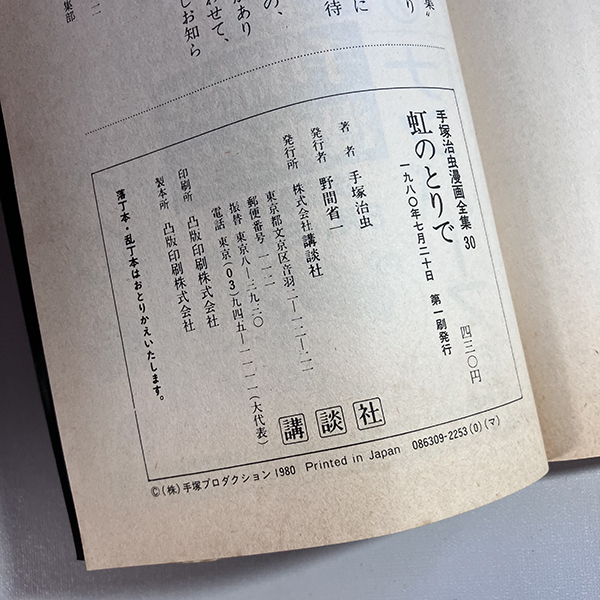 手塚治虫漫画全集 30
虹のとりで
一九八〇年七月二十日　第一刷発行
四三〇円
著　者　手塚治虫
発行者　野間省一
発行所　株式会社講談社
東京都文京区音羽二―一二―二一
郵便番号　一一二
振替　東京八―三九三〇
電話　東京(03)九四五―一一一一(大代表)
印刷所　凸版印刷株式会社
製本所　凸版印刷株式会社
落丁本・乱丁本はおとりかえいたします。
講談社
©(株)手塚プロダクション1980 Printed in Japan 086309-2253(0)(マ)